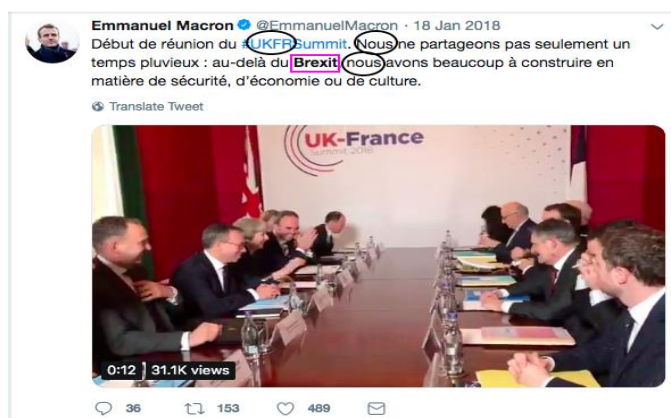 Emmanuel Macron @EmmanuelMacron · 18 Jan 2018
Début de réunion du #UKFRSummit. Nous ne partageons pas seulement un
temps pluvieux : au-delà du Brexit, nous avons beaucoup à construire en
matière de sécurité, d'économie ou de culture.
Translate Tweet
UK-France
Summit 2018
0:12 | 31.1K views
36 153 489